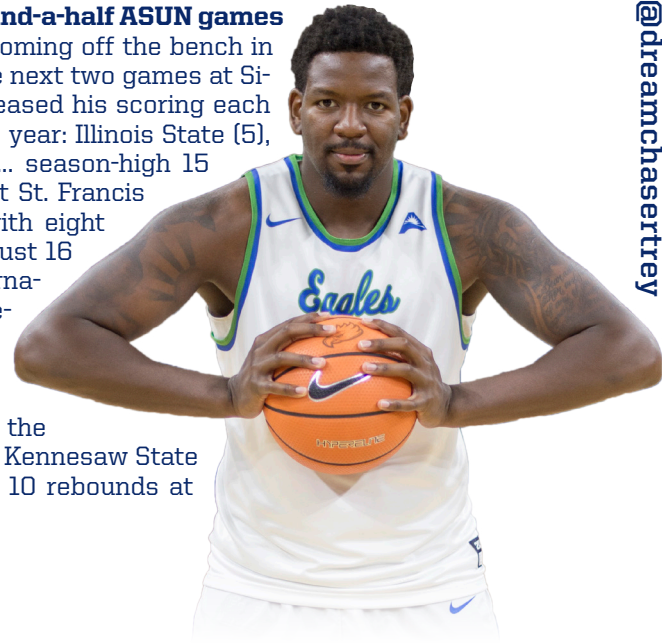 nd-a-half ASUN games
oming off the bench in
e next two games at Si-
eased his scoring each
year: Illinois State (5),
... season-high 15
t St. Francis
ith eight
ust 16
rna-
e-
the
Kennesaw State
10 rebounds at
@dreamchasertrey
Eagles
HYPERELITE